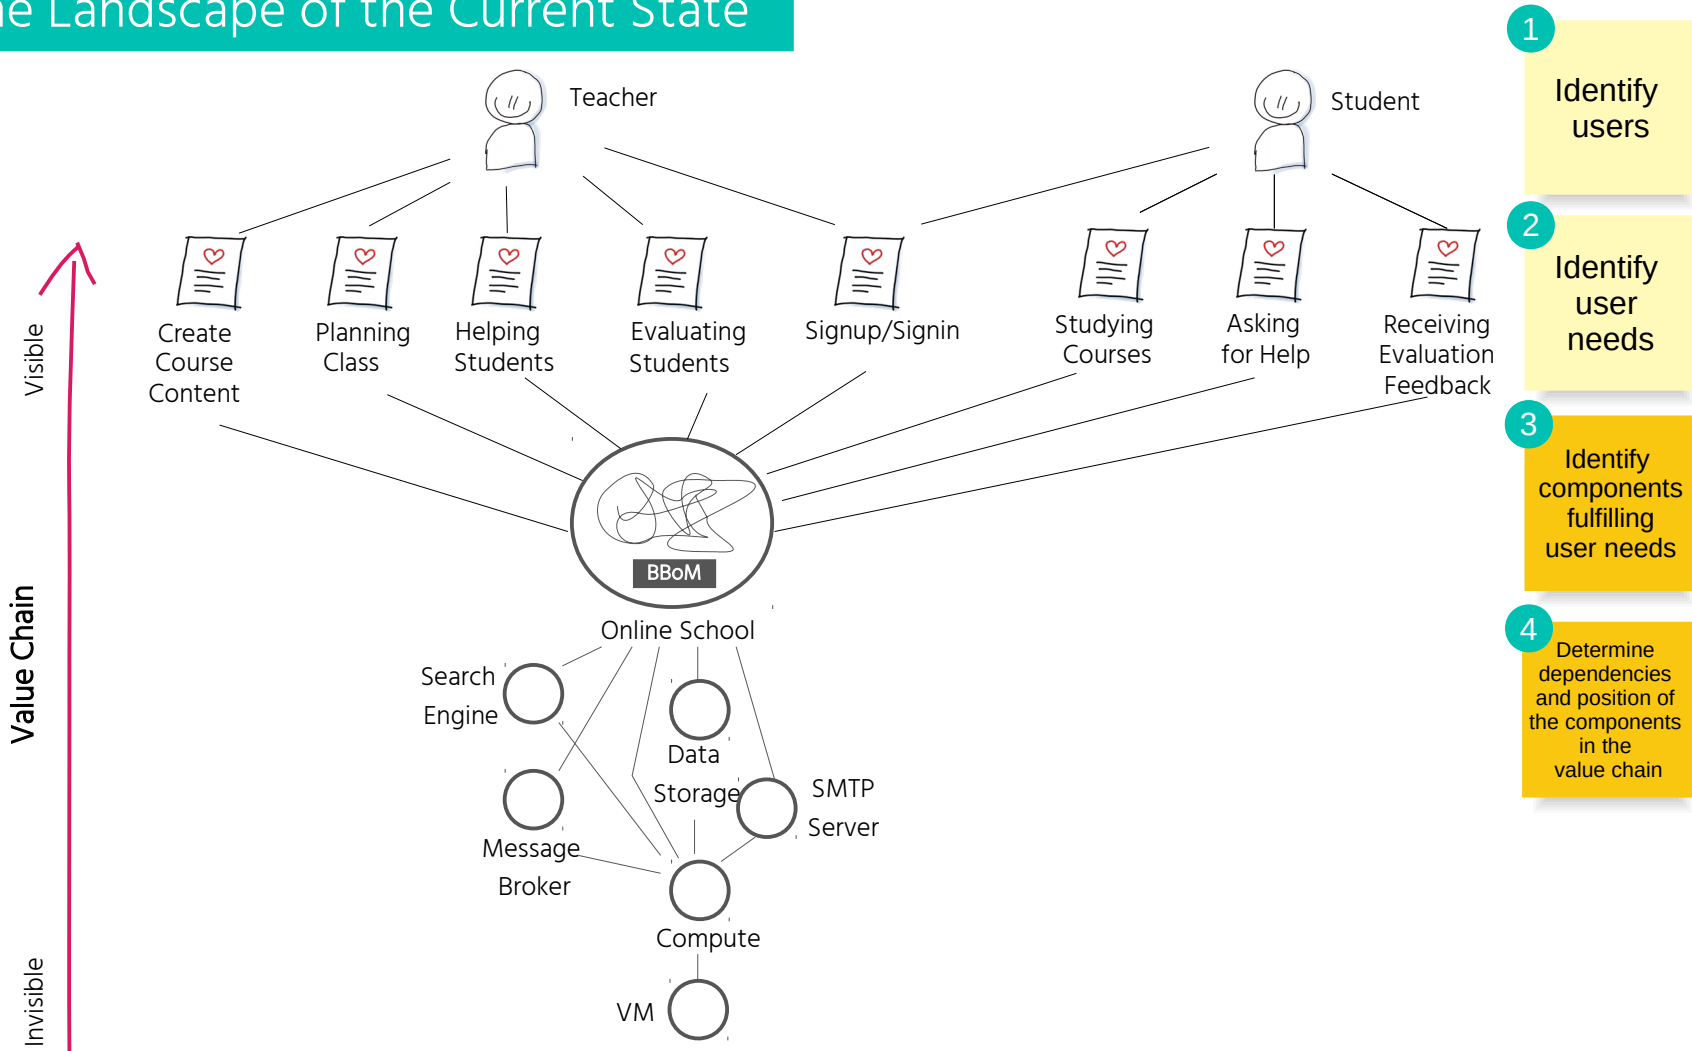 Landscape of the Current State
Teacher
Student
Create
Course
Content
Planning
Class
Helping
Students
Evaluating
Students
Signup/Signin
Studying
Courses
Asking
for Help
Receiving
Evaluation
Feedback
Visible
Value Chain
Invisible
BBoM
Online School
Search
Engine
Data
Storage
SMTP
Server
Message
Broker
Compute
VM
1
Identify
users
2
Identify
user
needs
3
Identify
components
fulfilling
user needs
4
Determine
dependencies
and position of
the components
in the
value chain